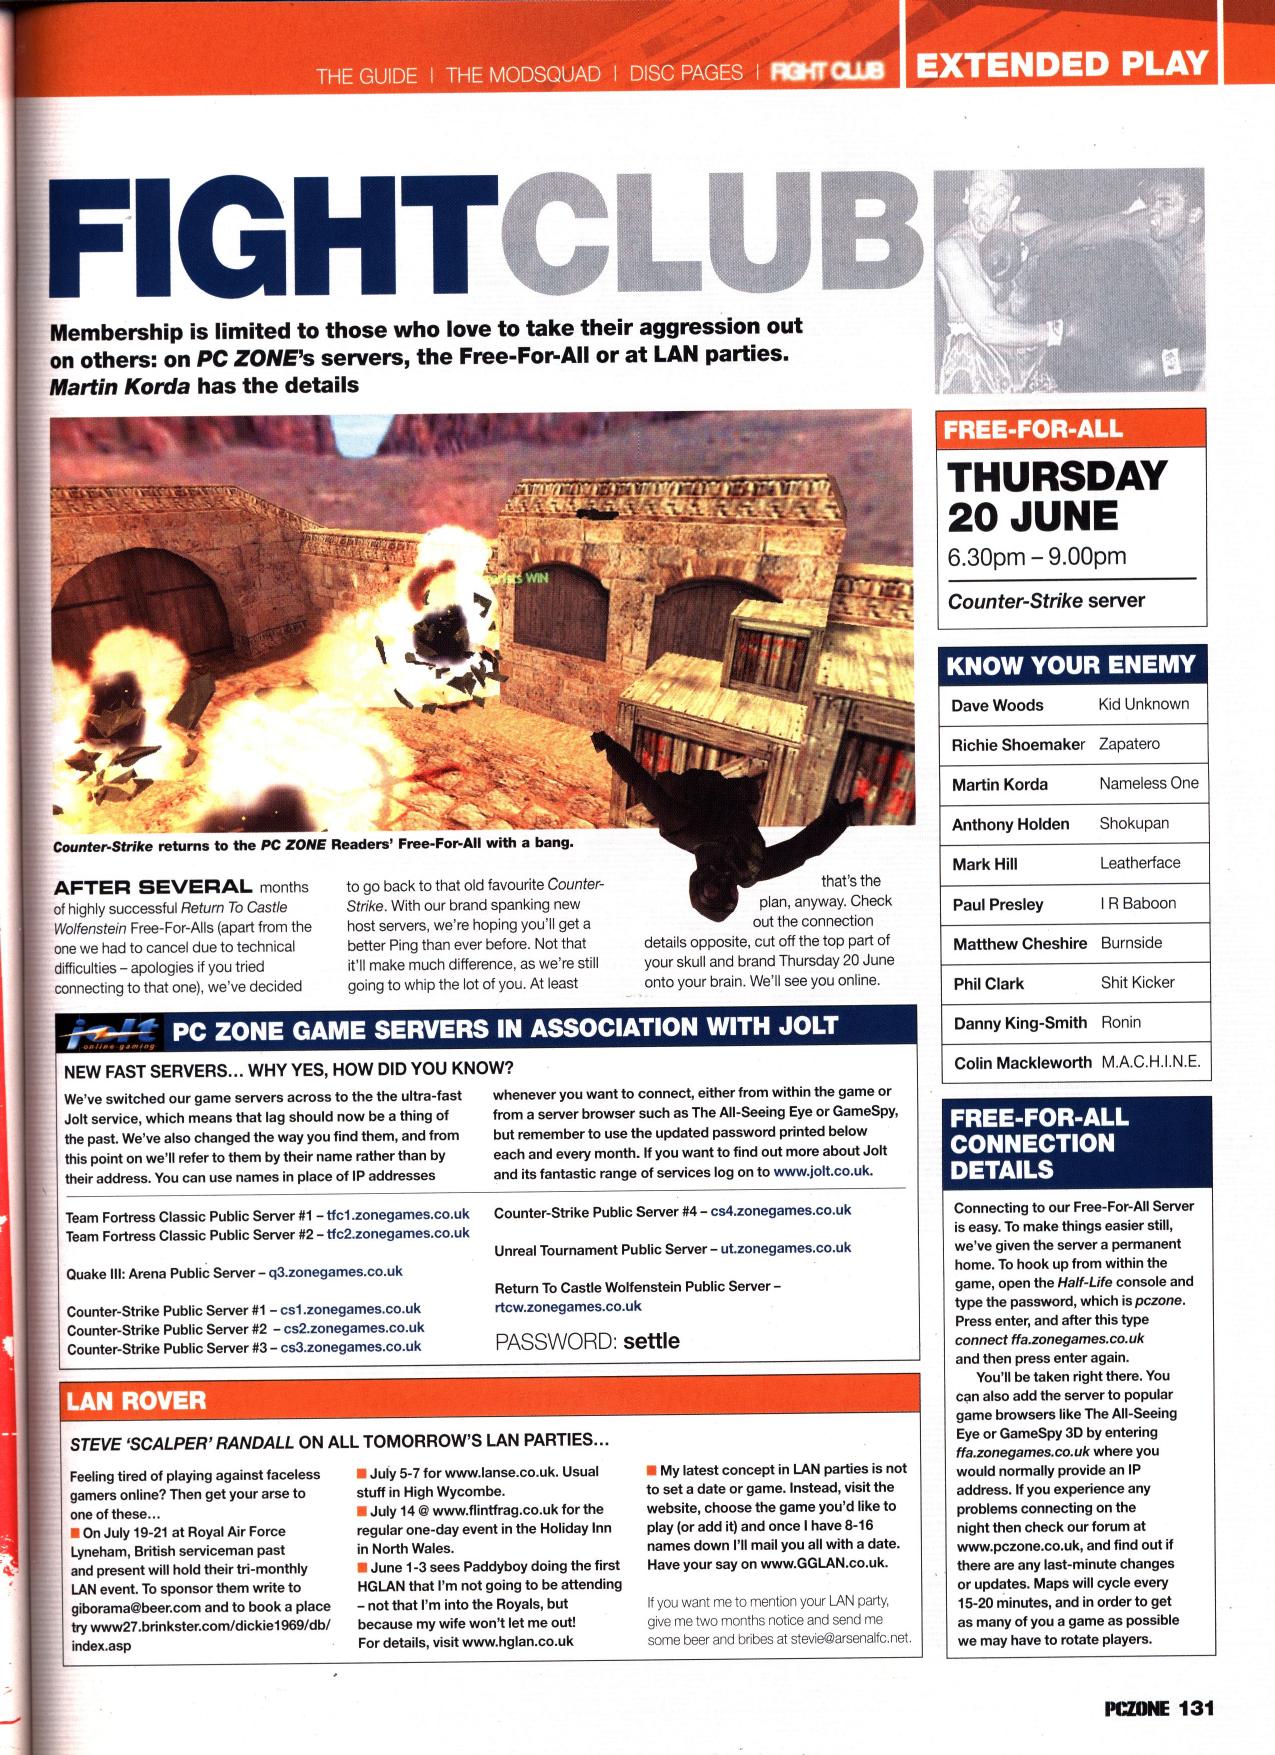 THE GUIDE | THE MODSQUAD | DISC PAGES | FIGHT CLUB
EXTENDED PLAY
FIGHTCLUB
Membership is limited to those who love to take their aggression out
on others: on PC ZONE's servers, the Free-For-All or at LAN parties.
Martin Korda has the details
WIN
Counter-Strike returns to the PC ZONE Readers' Free-For-All with a bang.
AFTER SEVERAL months
of highly successful Return To Castle
Wolfenstein Free-For-Alls (apart from the
one we had to cancel due to technical
difficulties – apologies if you tried
connecting to that one), we've decided
to go back to that old favourite Counter-
Strike. With our brand spanking new
host servers, we're hoping you'll get a
better Ping than ever before. Not that
it'll make much difference, as we're still
going to whip the lot of you. At least
that's the
plan, anyway. Check
out the connection
details opposite, cut off the top part of
your skull and brand Thursday 20 June
onto your brain. We'll see you online.
FREE-FOR-ALL
THURSDAY
20 JUNE
6.30pm – 9.00pm
Counter-Strike server
KNOW YOUR ENEMY
Dave Woods Kid Unknown
Richie Shoemaker Zapatero
Martin Korda Nameless One
Anthony Holden Shokupan
Mark Hill Leatherface
Paul Presley I R Baboon
Matthew Cheshire Burnside
Phil Clark Shit Kicker
Danny King-Smith Ronin
Colin Mackleworth M.A.C.H.I.N.E.
jolt
online gaming
PC ZONE GAME SERVERS IN ASSOCIATION WITH JOLT
NEW FAST SERVERS... WHY YES, HOW DID YOU KNOW?
We've switched our game servers across to the the ultra-fast
Jolt service, which means that lag should now be a thing of
the past. We've also changed the way you find them, and from
this point on we'll refer to them by their name rather than by
their address. You can use names in place of IP addresses
whenever you want to connect, either from within the game or
from a server browser such as The All-Seeing Eye or GameSpy,
but remember to use the updated password printed below
each and every month. If you want to find out more about Jolt
and its fantastic range of services log on to www.jolt.co.uk.
Team Fortress Classic Public Server #1 – tfc1.zonegames.co.uk
Team Fortress Classic Public Server #2 – tfc2.zonegames.co.uk
Quake III: Arena Public Server – q3.zonegames.co.uk
Counter-Strike Public Server #1 – cs1.zonegames.co.uk
Counter-Strike Public Server #2 – cs2.zonegames.co.uk
Counter-Strike Public Server #3 – cs3.zonegames.co.uk
Counter-Strike Public Server #4 – cs4.zonegames.co.uk
Unreal Tournament Public Server – ut.zonegames.co.uk
Return To Castle Wolfenstein Public Server –
rtcw.zonegames.co.uk
PASSWORD: settle
LAN ROVER
STEVE 'SCALPER' RANDALL ON ALL TOMORROW'S LAN PARTIES...
Feeling tired of playing against faceless
gamers online? Then get your arse to
one of these...
■ On July 19-21 at Royal Air Force
Lyneham, British serviceman past
and present will hold their tri-monthly
LAN event. To sponsor them write to
giborama@beer.com and to book a place
try www27.brinkster.com/dickie1969/db/
index.asp
■ July 5-7 for www.lanse.co.uk. Usual
stuff in High Wycombe.
■ July 14 @ www.flintfrag.co.uk for the
regular one-day event in the Holiday Inn
in North Wales.
■ June 1-3 sees Paddyboy doing the first
HGLAN that I'm not going to be attending
– not that I'm into the Royals, but
because my wife won't let me out!
For details, visit www.hglan.co.uk
■ My latest concept in LAN parties is not
to set a date or game. Instead, visit the
website, choose the game you'd like to
play (or add it) and once I have 8-16
names down I'll mail you all with a date.
Have your say on www.GGLAN.co.uk.
If you want me to mention your LAN party,
give me two months notice and send me
some beer and bribes at stevie@arsenalfc.net.
FREE-FOR-ALL
CONNECTION
DETAILS
Connecting to our Free-For-All Server
is easy. To make things easier still,
we've given the server a permanent
home. To hook up from within the
game, open the Half-Life console and
type the password, which is pczone.
Press enter, and after this type
connect ffa.zonegames.co.uk
and then press enter again.
You'll be taken right there. You
can also add the server to popular
game browsers like The All-Seeing
Eye or GameSpy 3D by entering
ffa.zonegames.co.uk where you
would normally provide an IP
address. If you experience any
problems connecting on the
night then check our forum at
www.pczone.co.uk, and find out if
there are any last-minute changes
or updates. Maps will cycle every
15-20 minutes, and in order to get
as many of you a game as possible
we may have to rotate players.
PCZONE 131